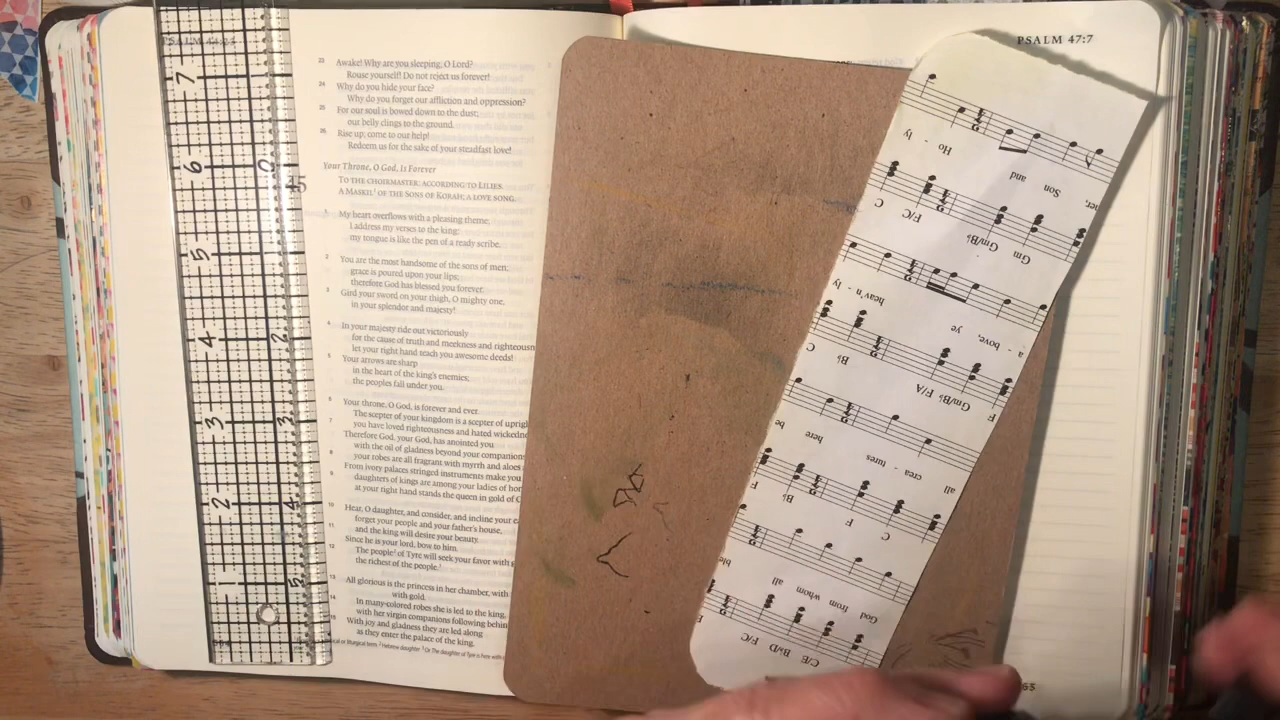 PSALM 47:7
23 Awake! Why are you sleeping, O Lord?
Rouse yourself! Do not reject us forever!
24 Why do you hide your face?
Why do you forget our affliction and oppression?
25 For our soul is bowed down to the dust;
our belly clings to the ground.
26 Rise up; come to our help!
Redeem us for the sake of your steadfast love!
Your Throne, O God, Is Forever
TO THE CHOIRMASTER: ACCORDING TO LILIES.
A MASKIL¹ OF THE SONS OF KORAH; A LOVE SONG.
My heart overflows with a pleasing theme;
I address my verses to the king;
my tongue is like the pen of a ready scribe.
2 You are the most handsome of the sons of men;
grace is poured upon your lips;
therefore God has blessed you forever.
3 Gird your sword on your thigh, O mighty one,
in your splendor and majesty!
4 In your majesty ride out victoriously
for the cause of truth and meekness and righteousn
let your right hand teach you awesome deeds!
5 Your arrows are sharp
in the heart of the king's enemies;
the peoples fall under you.
6 Your throne, O God, is forever and ever.
The scepter of your kingdom is a scepter of uprigh
7 you have loved righteousness and hated wickedne
Therefore God, your God, has anointed you
with the oil of gladness beyond your companion
8 your robes are all fragrant with myrrh and aloes
From ivory palaces stringed instruments make you
9 daughters of kings are among your ladies of hon
at your right hand stands the queen in gold of O
10 Hear, O daughter, and consider, and incline your e
forget your people and your father's house,
11 and the king will desire your beauty.
Since he is your lord, bow to him.
12 The people² of Tyre will seek your favor with g
the richest of the people.³
13 All glorious is the princess in her chamber, with
with gold.
14 In many-colored robes she is led to the king,
with her virgin companions following behin
15 With joy and gladness they are led along
as they enter the palace of the king.
7
6
5
4
3
2
1
0
2
3
4
5
God from whom all ble
C/E B♭/D F/C F
all crea - tures here be
C F B♭ F
a - bove, ye heav'n - ly
F Gm/B♭ F/A B♭ C
her, Son and Ho - ly
Gm Gm/B♭ F/C C